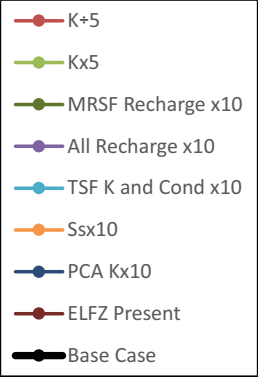 K÷5
Kx5
MRSF Recharge x10
All Recharge x10
TSF K and Cond x10
Ssx10
PCA Kx10
ELFZ Present
Base Case